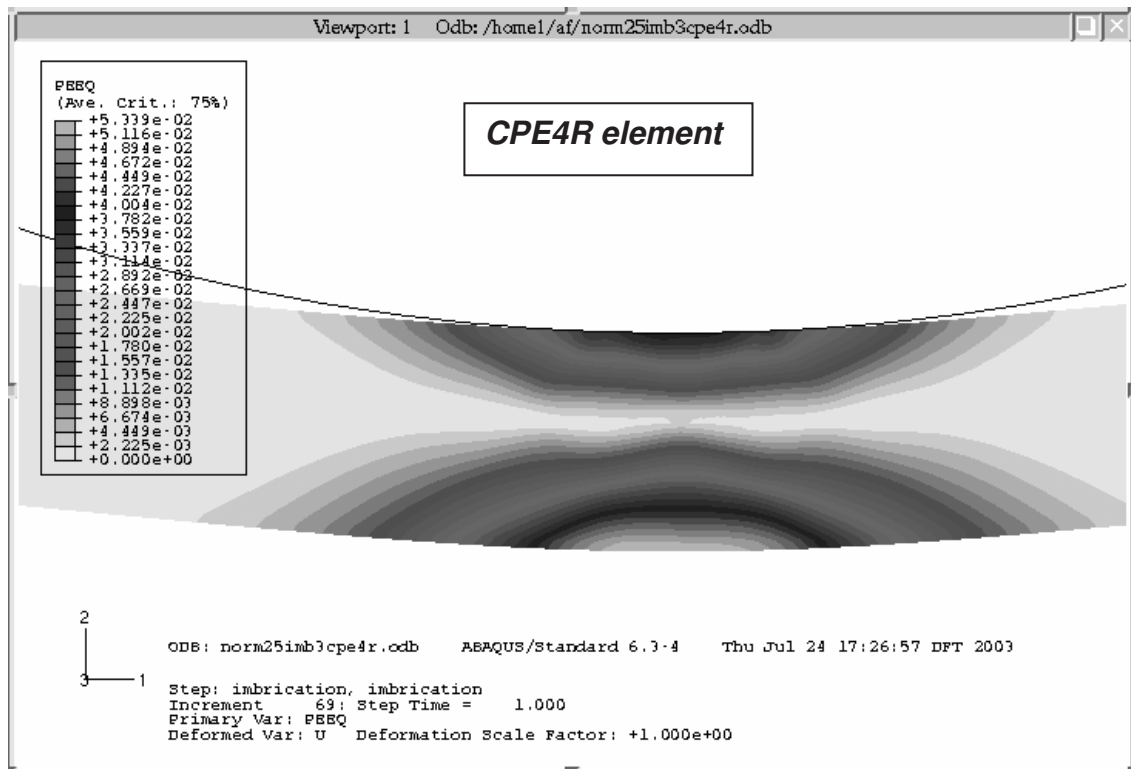 Viewport: 1 Odb: /home1/af/norm25imb3cpe4r.odb
PEEQ
(Ave. Crit.: 75%)
+5.339e-02
+5.116e-02
+4.894e-02
+4.672e-02
+4.449e-02
+4.227e-02
+4.004e-02
+3.782e-02
+3.559e-02
+3.337e-02
+3.114e-02
+2.892e-02
+2.669e-02
+2.447e-02
+2.225e-02
+2.002e-02
+1.780e-02
+1.557e-02
+1.335e-02
+1.112e-02
+8.898e-03
+6.674e-03
+4.449e-03
+2.225e-03
+0.000e+00
CPE4R element
2
3 1
ODB: norm25imb3cpe4r.odb ABAQUS/Standard 6.3-4 Thu Jul 24 17:26:57 DFT 2003
Step: imbrication, imbrication
Increment 69: Step Time = 1.000
Primary Var: PEEQ
Deformed Var: U Deformation Scale Factor: +1.000e+00